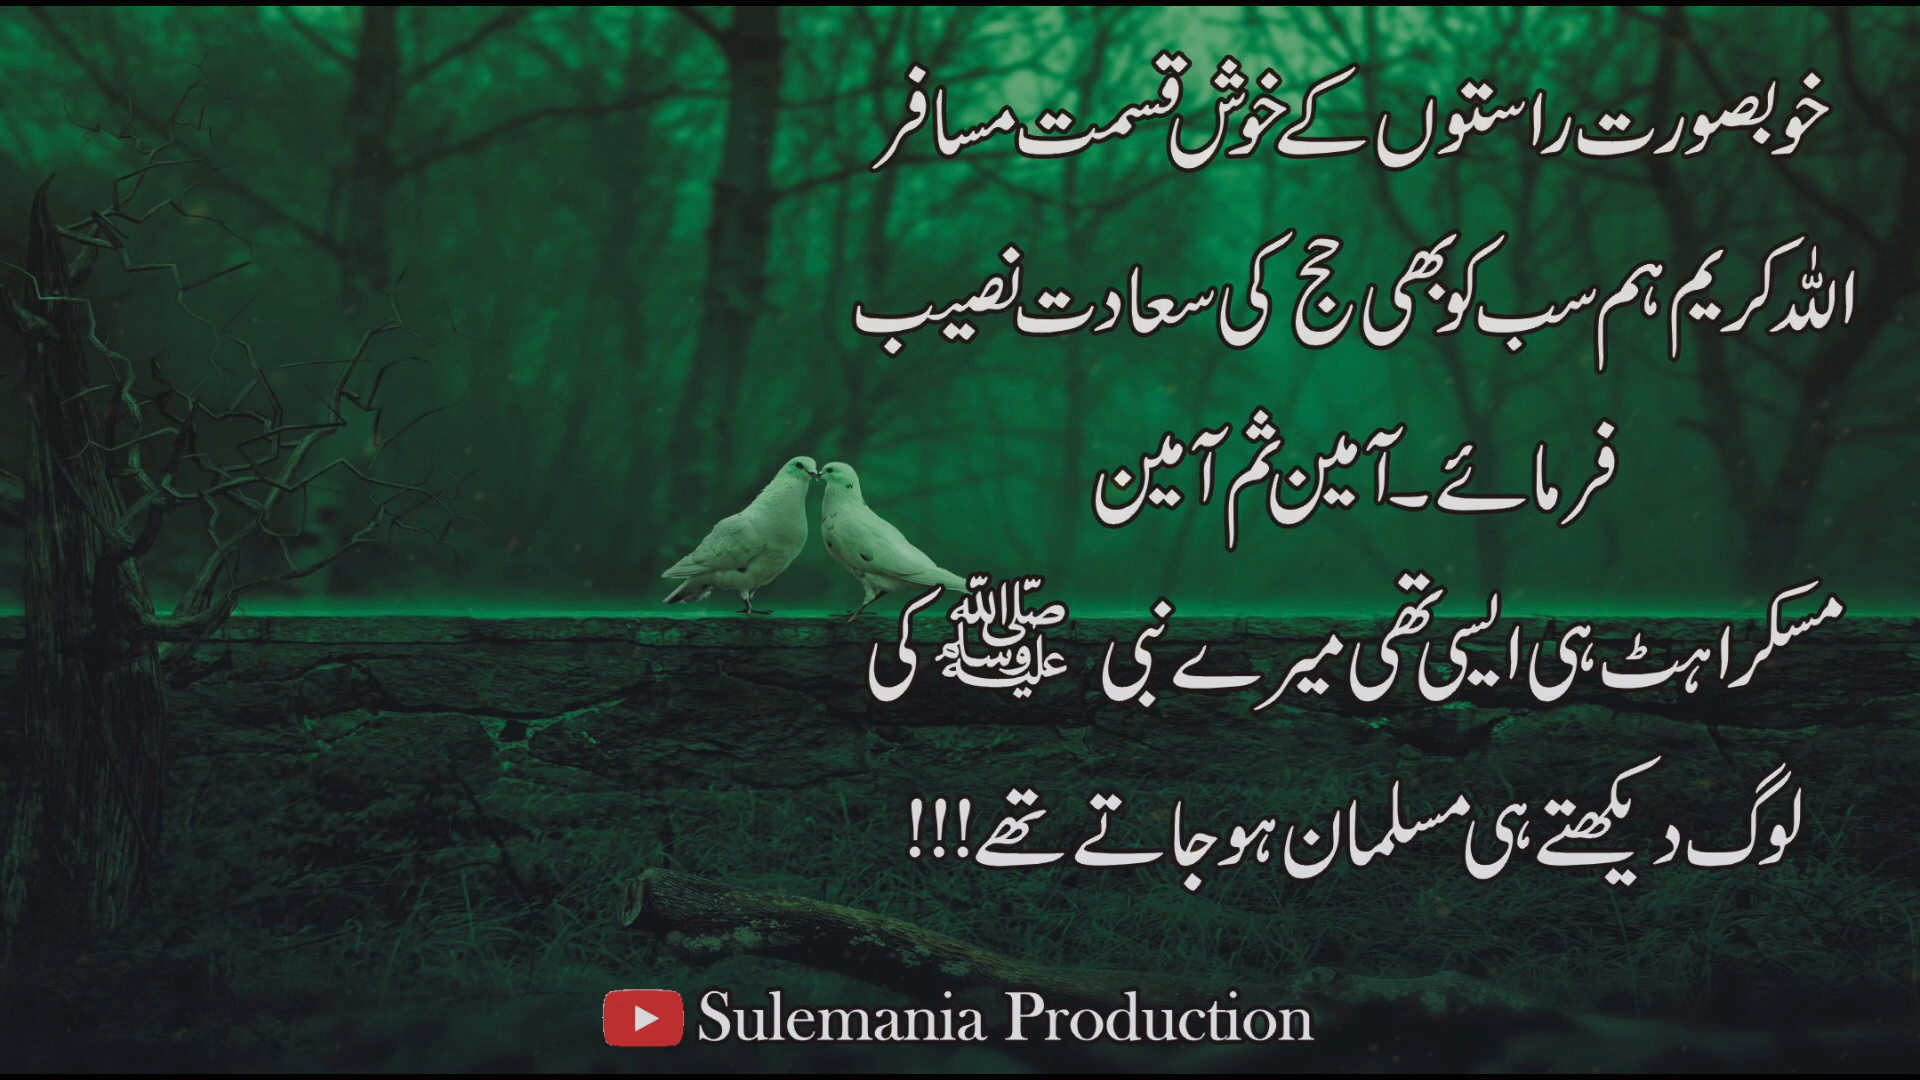 خوبصورت راستوں کے خوش قسمت مسافر
اللہ کریم ہم سب کو بھی حج کی سعادت نصیب
فرمائے۔ آمین ثم آمین
مسکراہٹ ہی ایسی تھی میرے نبی ﷺ کی
لوگ دیکھتے ہی مسلمان ہو جاتے تھے!!!
Sulemania Production